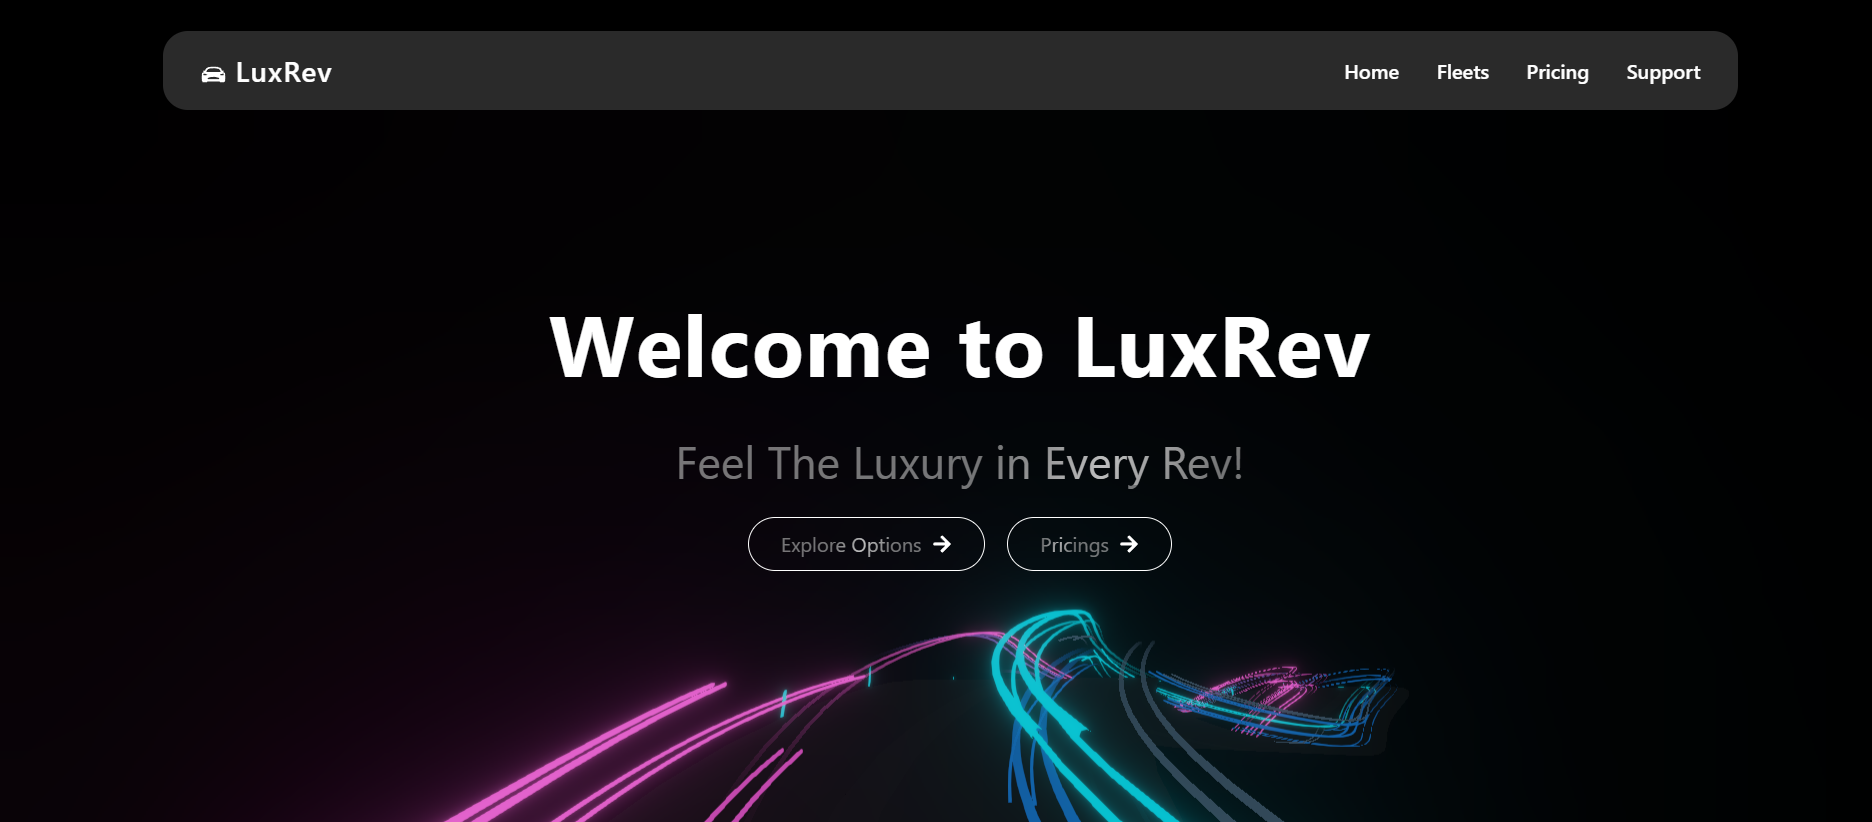 LuxRev
Home Fleets Pricing Support
Welcome to LuxRev
Feel The Luxury in Every Rev!
Explore Options
Pricings